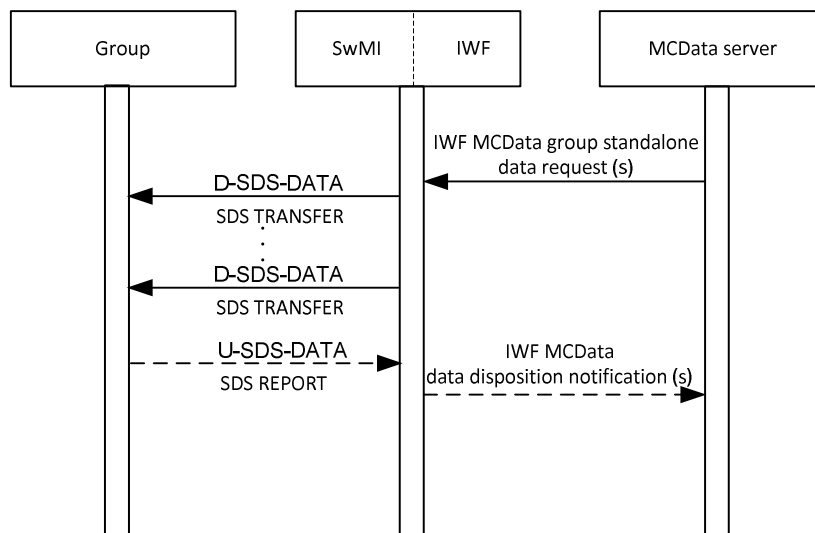 Group
SwMI
IWF
MCData server
IWF MCData group standalone
data request (s)
D-SDS-DATA
SDS TRANSFER
D-SDS-DATA
SDS TRANSFER
U-SDS-DATA
SDS REPORT
IWF MCData
data disposition notification (s)